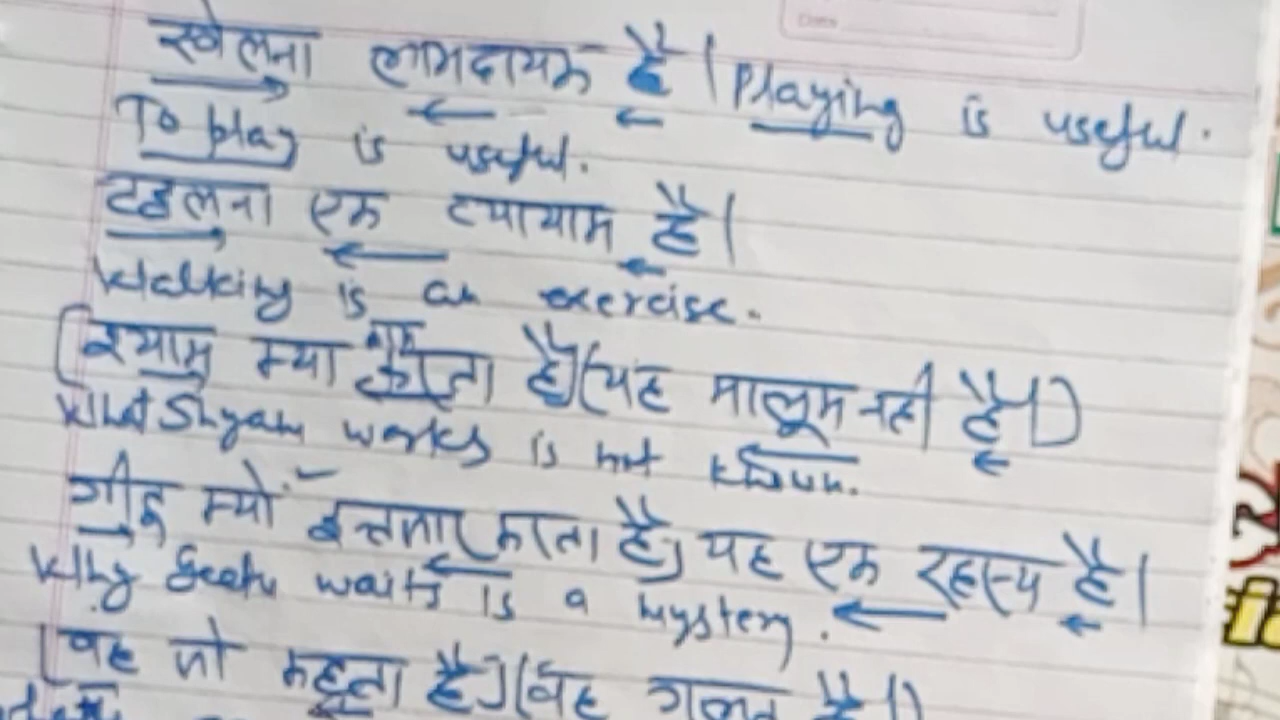 Date
खेलना लाभदायक है। Playing is useful.
To play is useful.
टहलना एक व्यायाम है।
Walking is an exercise.
(श्याम क्या काम करता है)(यह मालूम नही है।)
What Shyam works is not known.
गीतु क्यों इन्तजार करता है, यह एक रहस्य है।
Why Geetu waits is a mystery.
(वह जो कहता है)(वह गलत है।)